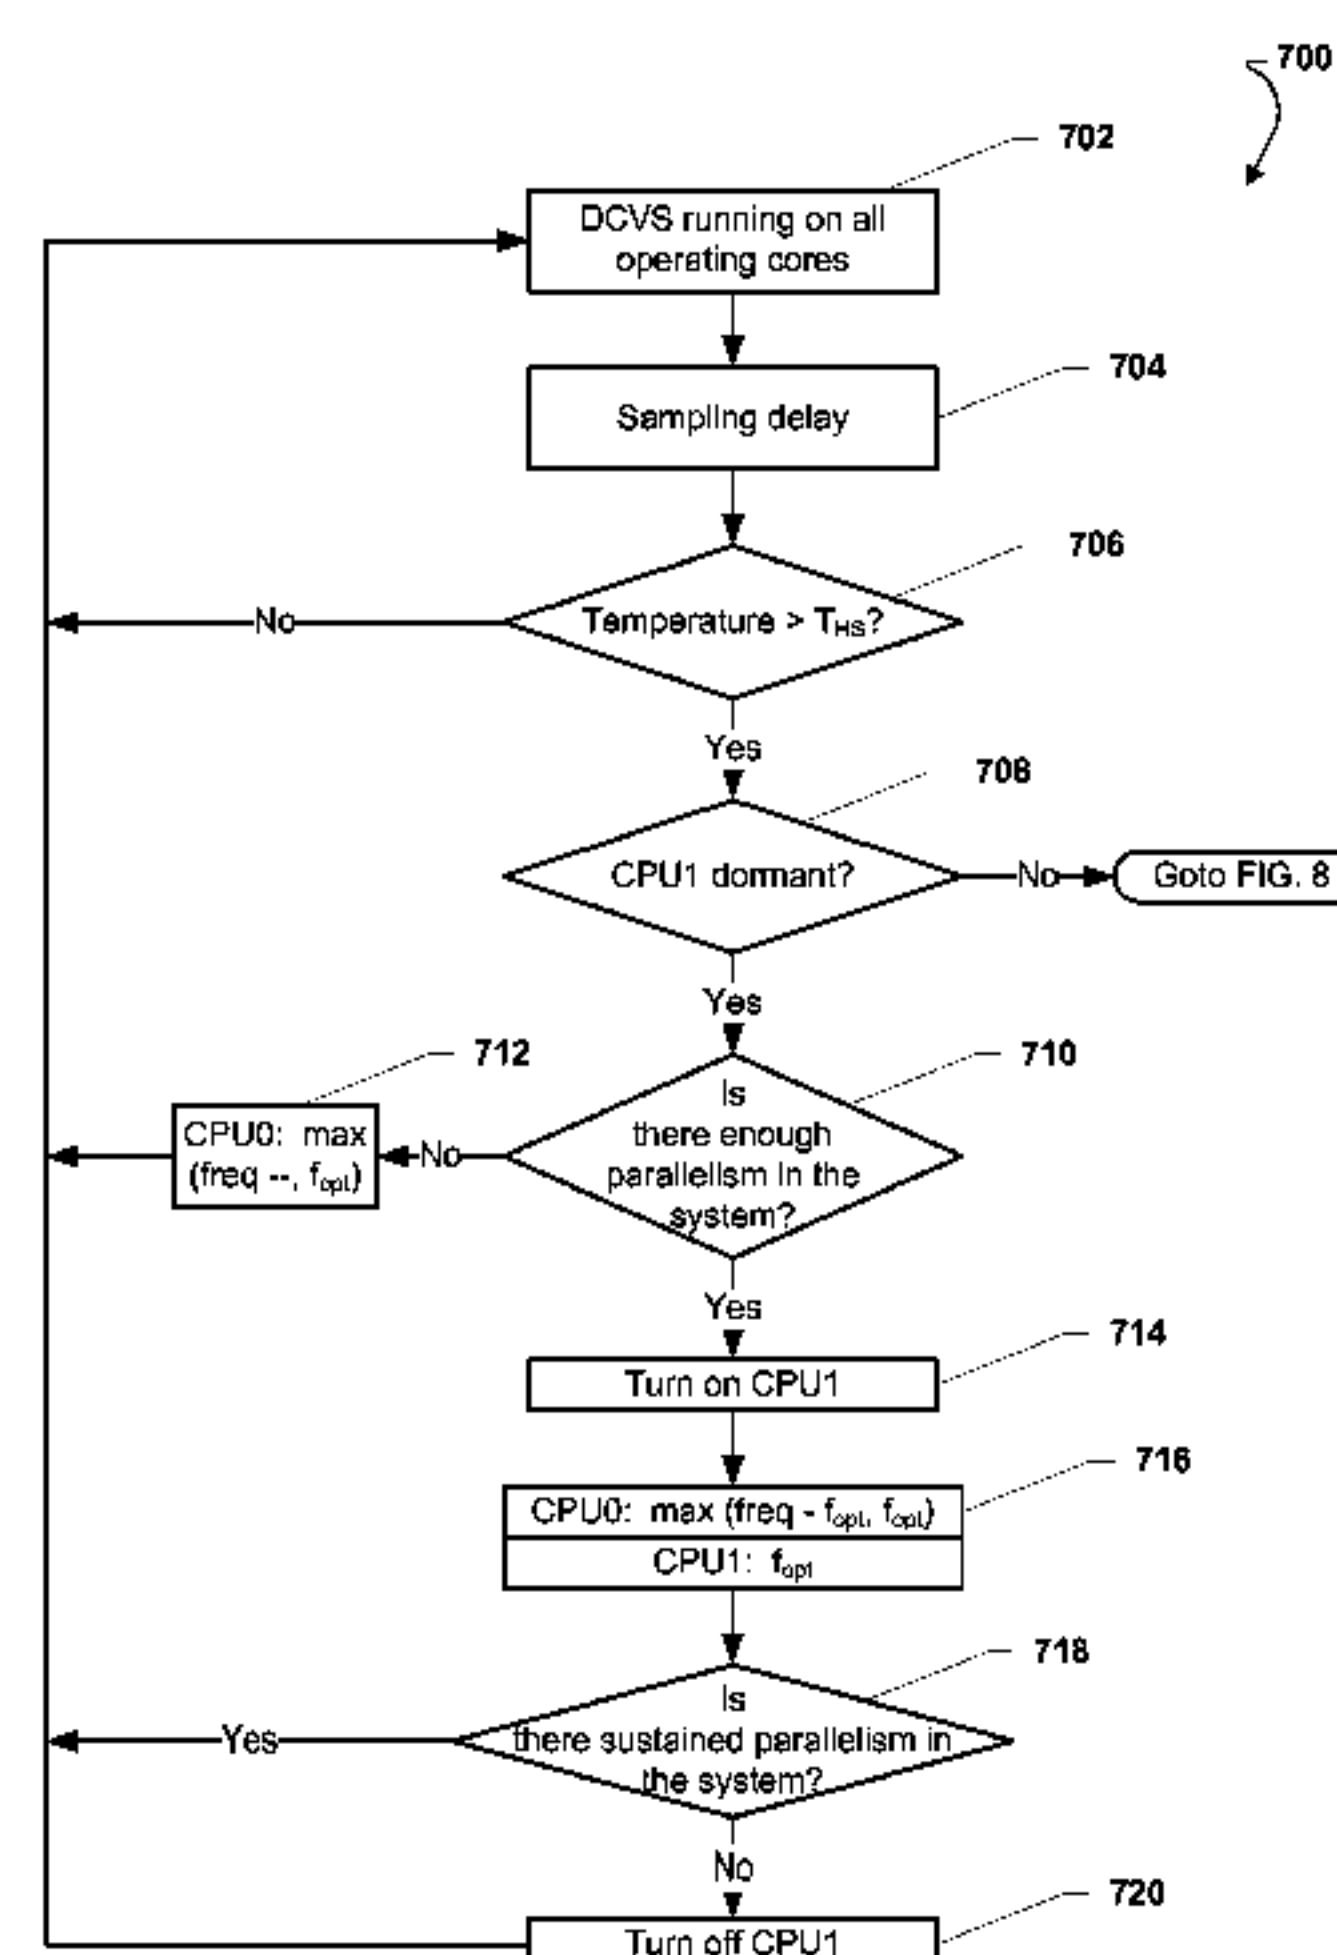 700
702
DCVS running on all
operating cores
704
Sampling delay
706
Temperature > T_HS?
No
Yes
708
CPU1 dormant?
No
Goto FIG. 8
Yes
710
712
Is
there enough
parallelism in the
system?
No
CPU0: max
(freq --, f_opt)
Yes
714
Turn on CPU1
716
CPU0: max (freq - f_opt, f_opt)
CPU1: f_opt
718
Is
there sustained parallelism in
the system?
Yes
No
720
Turn off CPU1